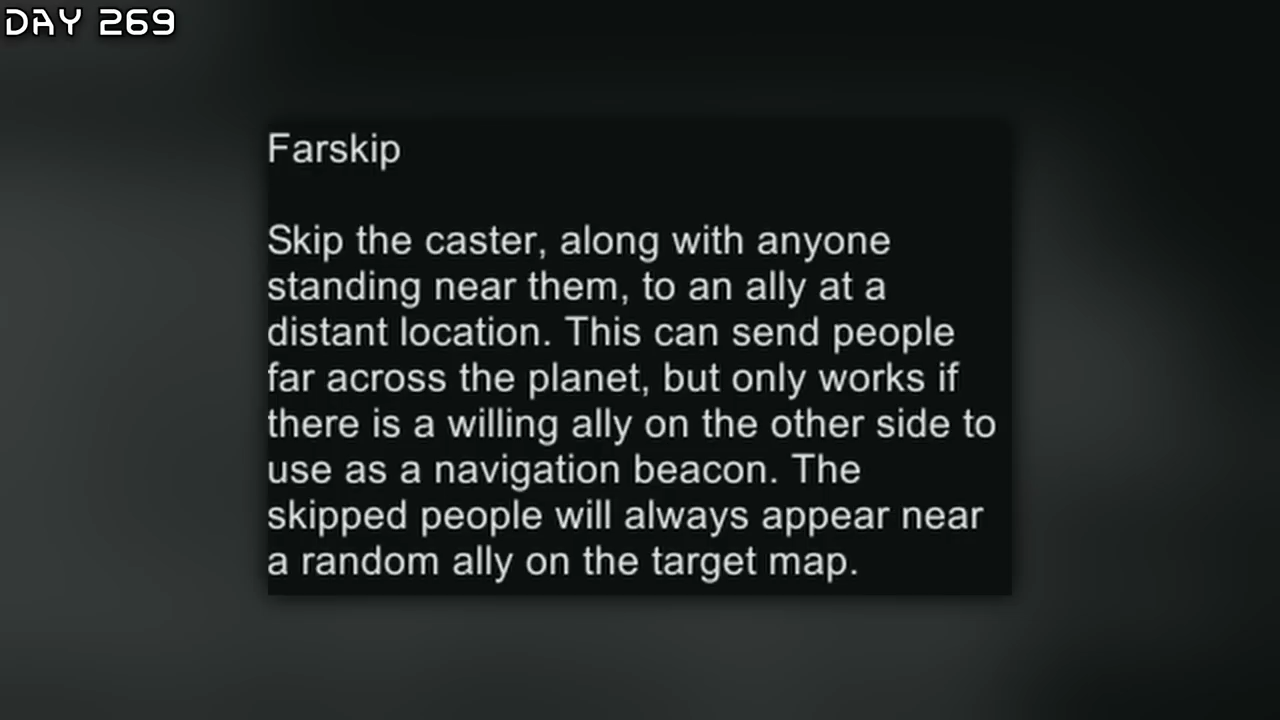 DAY 269
Farskip
Skip the caster, along with anyone
standing near them, to an ally at a
distant location. This can send people
far across the planet, but only works if
there is a willing ally on the other side to
use as a navigation beacon. The
skipped people will always appear near
a random ally on the target map.